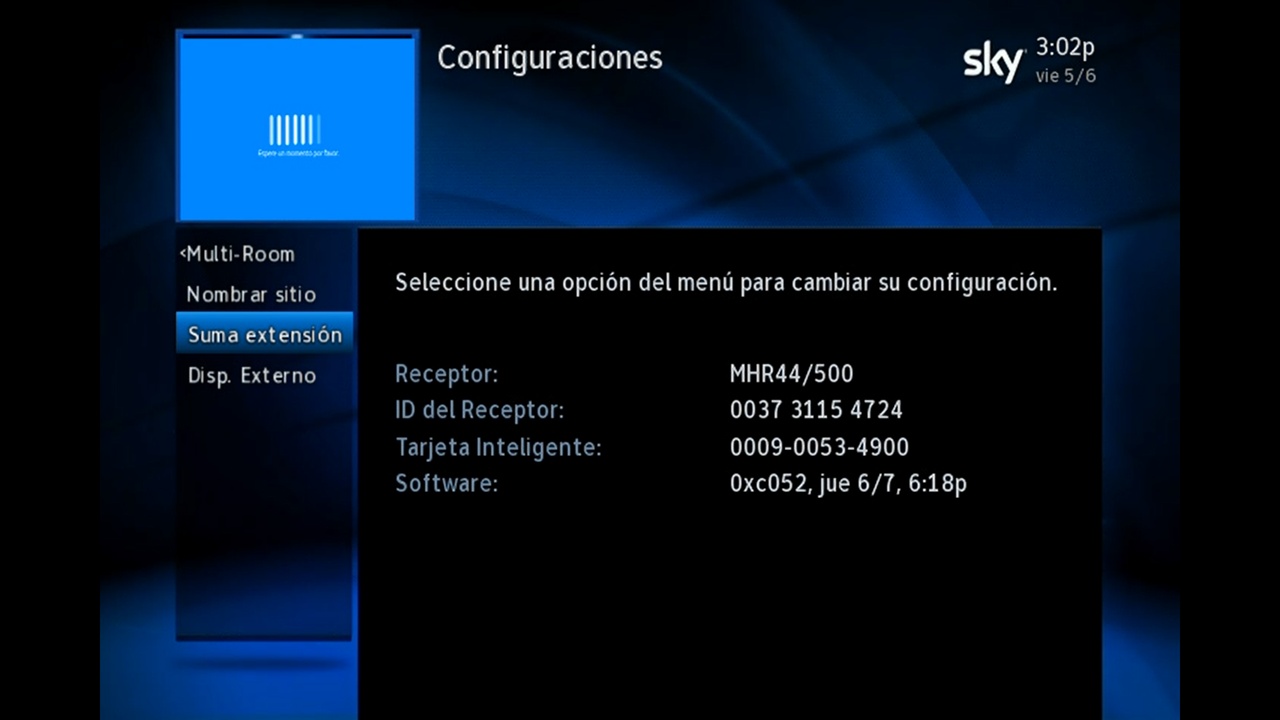 Configuraciones
sky 3:02p
vie 5/6
Espere un momento por favor.
<Multi-Room
Nombrar sitio
Suma extensión
Disp. Externo
Seleccione una opción del menú para cambiar su configuración.
Receptor: MHR44/500
ID del Receptor: 0037 3115 4724
Tarjeta Inteligente: 0009-0053-4900
Software: 0xc052, jue 6/7, 6:18p